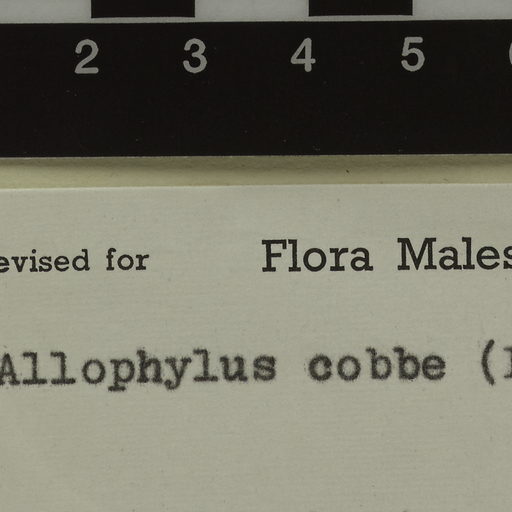 2 3 4 5
evised for Flora Males
Allophylus cobbe (